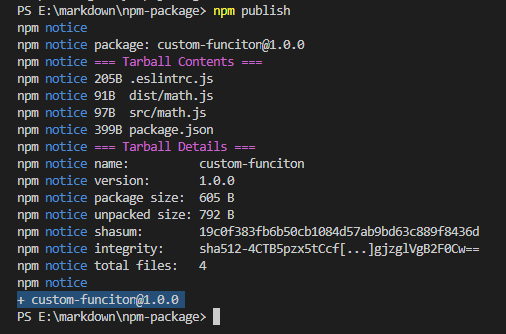 PS E:\markdown\npm-package> npm publish
npm notice
npm notice package: custom-funciton@1.0.0
npm notice === Tarball Contents ===
npm notice 205B .eslintrc.js
npm notice 91B  dist/math.js
npm notice 97B  src/math.js
npm notice 399B package.json
npm notice === Tarball Details ===
npm notice name:          custom-funciton
npm notice version:       1.0.0
npm notice package size:  605 B
npm notice unpacked size: 792 B
npm notice shasum:        19c0f383fb6b50cb1084d57ab9bd63c889f8436d
npm notice integrity:     sha512-4CTB5pzx5tCcf[...]gjzglVgB2F0Cw==
npm notice total files:   4
npm notice
+ custom-funciton@1.0.0
PS E:\markdown\npm-package>